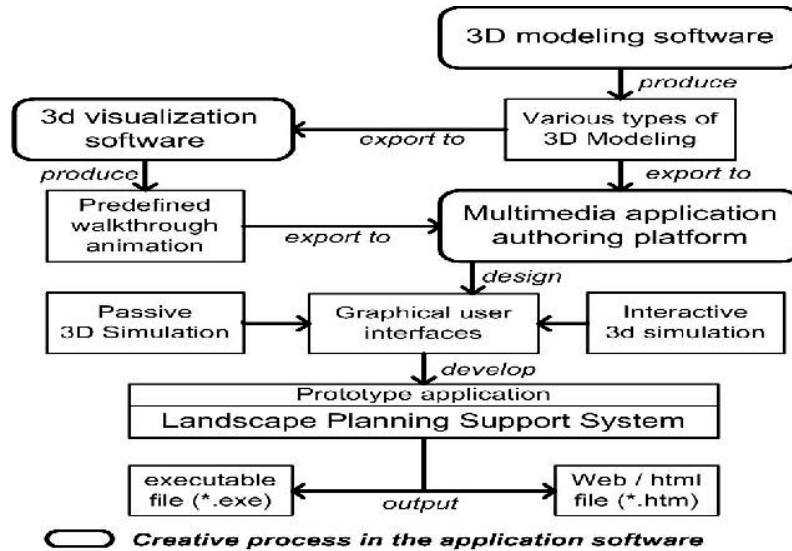 3D modeling software
produce
3d visualization
software
export to
Various types of
3D Modeling
produce
export to
Predefined
walkthrough
animation
export to
Multimedia application
authoring platform
design
Passive
3D Simulation
Graphical user
interfaces
Interactive
3d simulation
develop
Prototype application
Landscape Planning Support System
executable
file (*.exe)
output
Web / html
file (*.htm)
Creative process in the application software